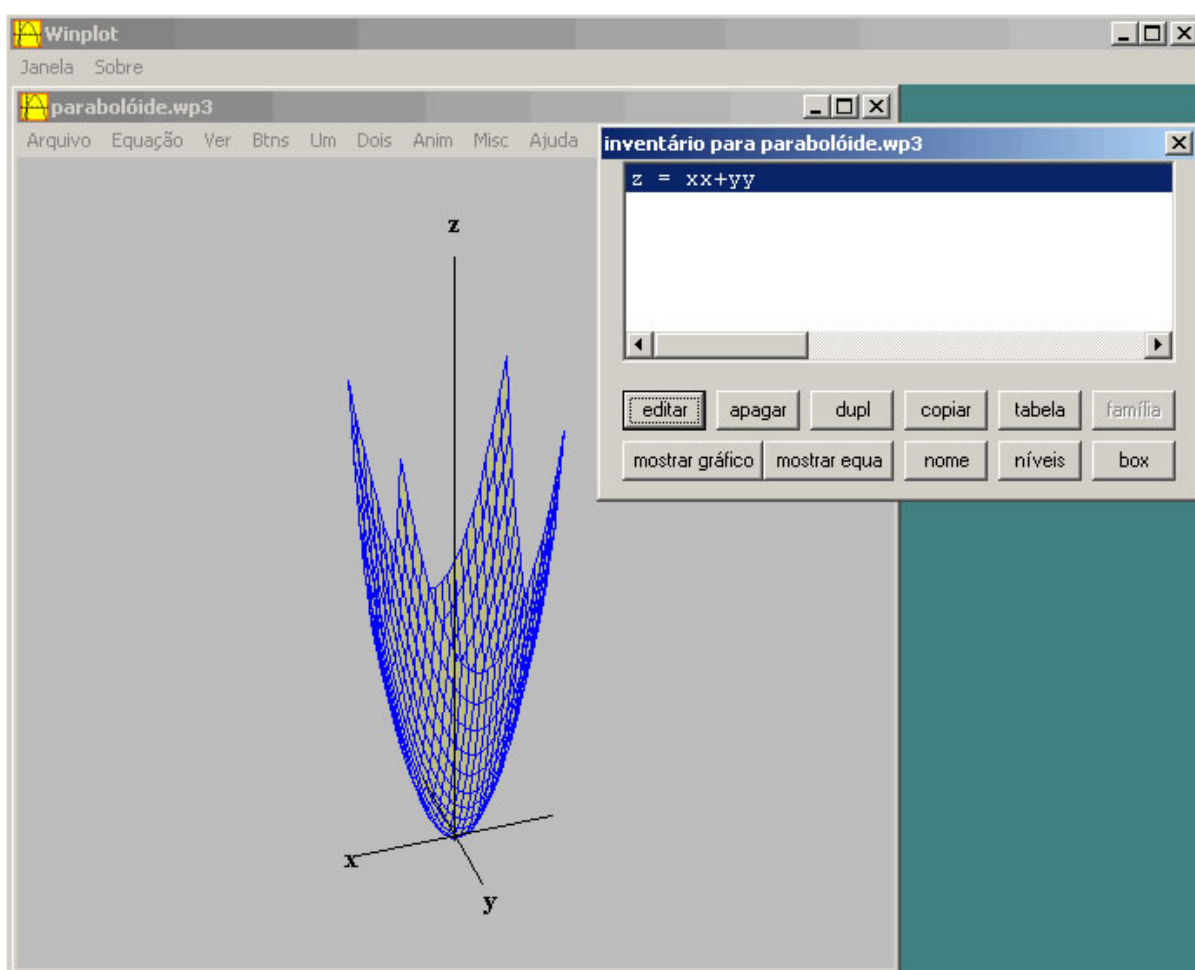 Winplot
Janela Sobre
parabolóide.wp3
Arquivo Equação Ver Btns Um Dois Anim Misc Ajuda
inventário para parabolóide.wp3
z = xx+yy
editar apagar dupl copiar tabela família
mostrar gráfico mostrar equa nome níveis box
z
x
y